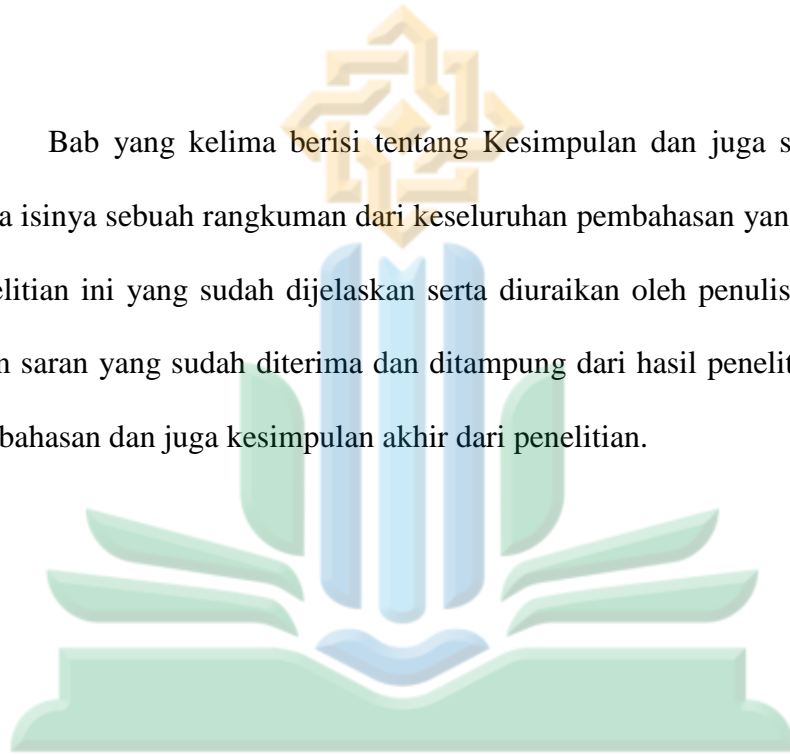 Bab yang kelima berisi tentang Kesimpulan dan juga s
a isinya sebuah rangkuman dari keseluruhan pembahasan yan
elitian ini yang sudah dijelaskan serta diuraikan oleh penulis
n saran yang sudah diterima dan ditampung dari hasil penelit
bahasan dan juga kesimpulan akhir dari penelitian.